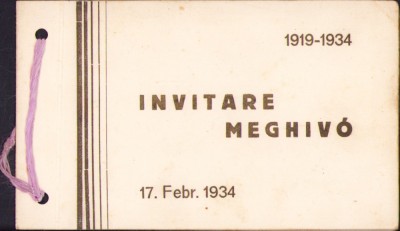 1919-1934
INVITARE
MEGHIVÓ
17. Febr. 1934